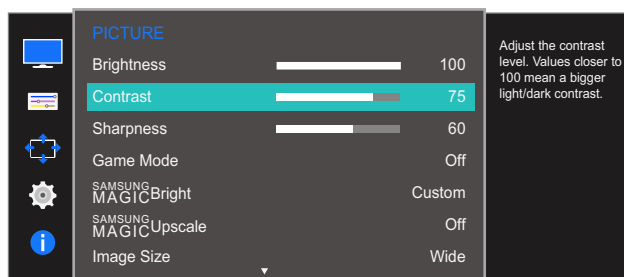 PICTURE
Brightness 100
Contrast 75
Sharpness 60
Game Mode Off
SAMSUNG
MAGICBright Custom
SAMSUNG
MAGICUpscale Off
Image Size Wide
Adjust the contrast
level. Values closer to
100 mean a bigger
light/dark contrast.
i